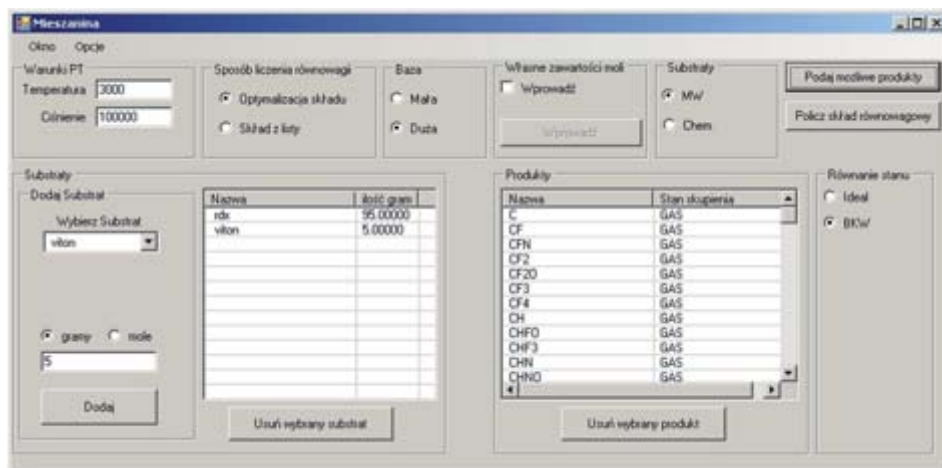 Mieszanina
Okno Opcje
Warunki PT
Temperatura 3000
Ciśnienie 100000
Sposób liczenia równowagi
Optymalizacja składu
Skład z listy
Baza
Mała
Duża
Własne zawartości moli
Wprowadź
Wprowadź
Substraty
MW
Chem
Podaj możliwe produkty
Policz skład równowagowy
Substraty
Dodaj Substrat
Wybierz Substrat
viton
gramy mole
5
Dodaj
Nazwa ilość gram
rdx 95.00000
viton 5.00000
Usuń wybrany substrat
Produkty
Nazwa Stan skupienia
C GAS
CF GAS
CFN GAS
CF2 GAS
CF2O GAS
CF3 GAS
CF4 GAS
CH GAS
CHFO GAS
CHF3 GAS
CHN GAS
CHNO GAS
Usuń wybrany produkt
Równanie stanu
Ideal
BKW